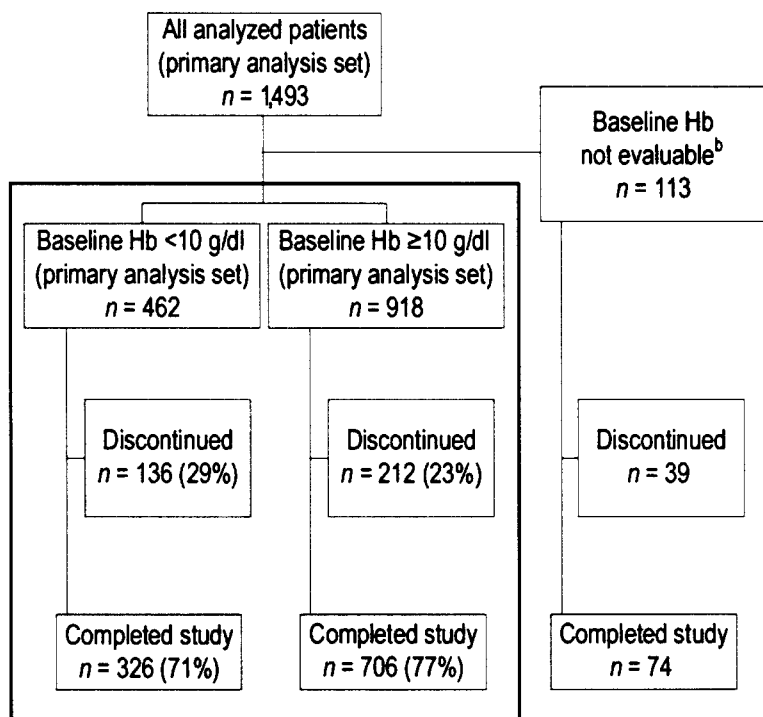 All analyzed patients
(primary analysis set)
n = 1,493
Baseline Hb
not evaluableᵇ
n = 113
Baseline Hb <10 g/dl
(primary analysis set)
n = 462
Baseline Hb ≥10 g/dl
(primary analysis set)
n = 918
Discontinued
n = 136 (29%)
Discontinued
n = 212 (23%)
Discontinued
n = 39
Completed study
n = 326 (71%)
Completed study
n = 706 (77%)
Completed study
n = 74